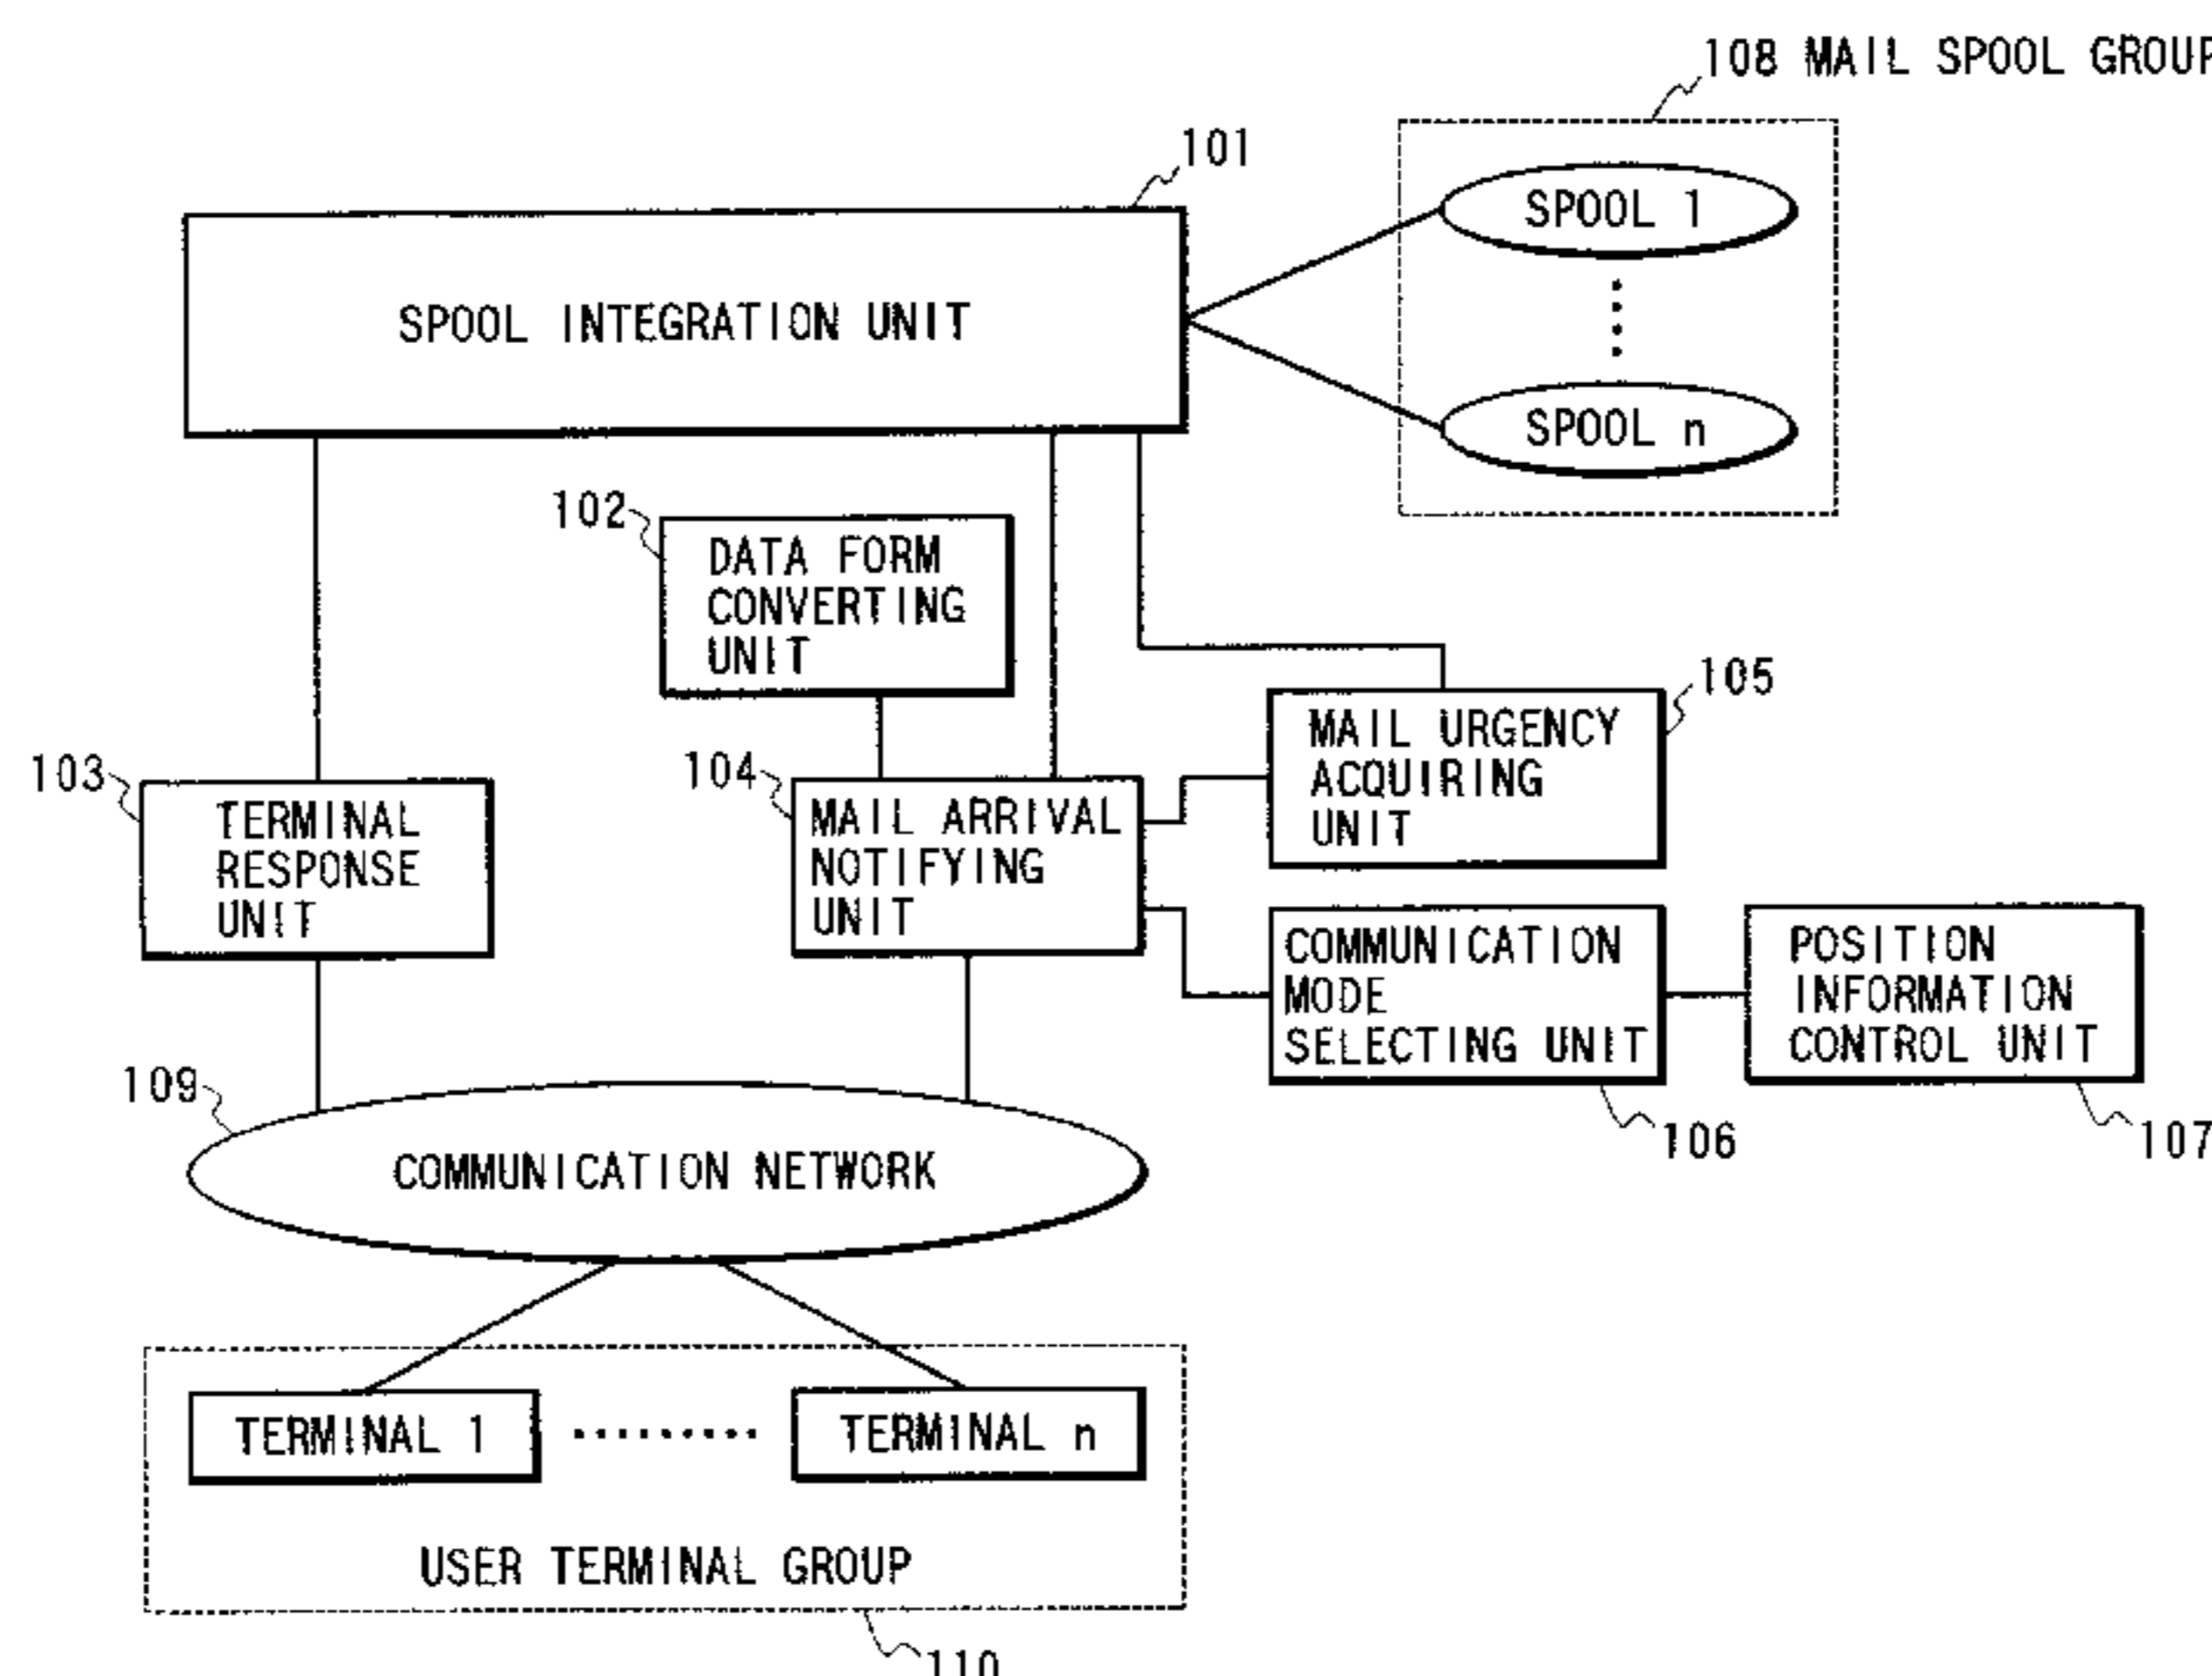 108 MAIL SPOOL GROUP
101
SPOOL 1
SPOOL INTEGRATION UNIT
SPOOL n
102
DATA FORM
CONVERTING
UNIT
105
MAIL URGENCY
ACQUIRING
UNIT
103
TERMINAL
RESPONSE
UNIT
104
MAIL ARRIVAL
NOTIFYING
UNIT
COMMUNICATION
MODE
SELECTING UNIT
POSITION
INFORMATION
CONTROL UNIT
106
107
109
COMMUNICATION NETWORK
TERMINAL 1
TERMINAL n
USER TERMINAL GROUP
110